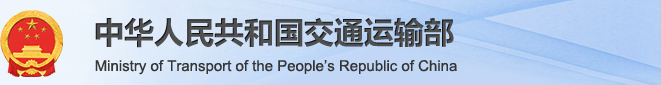 中华人民共和国交通运输部
Ministry of Transport of the People's Republic of China